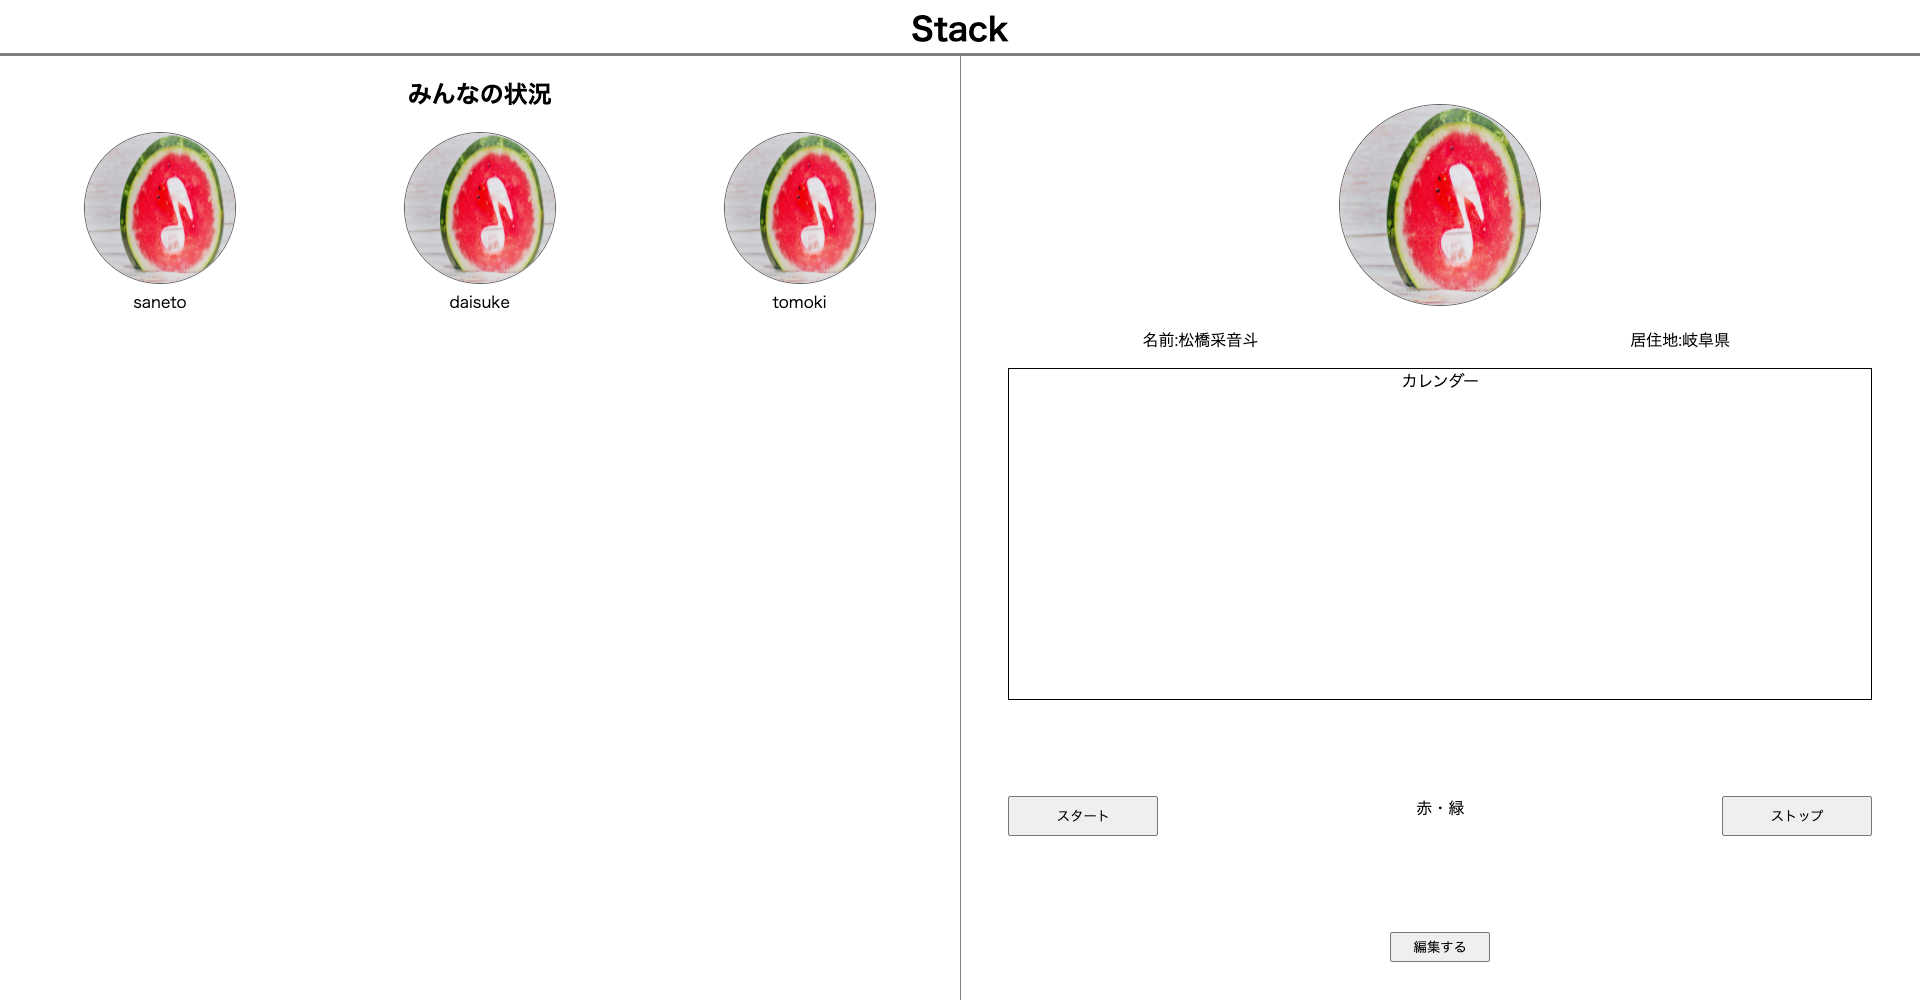 Stack
みんなの状況
saneto
daisuke
tomoki
名前:松橋采音斗
居住地:岐阜県
カレンダー
スタート
赤・緑
ストップ
編集する